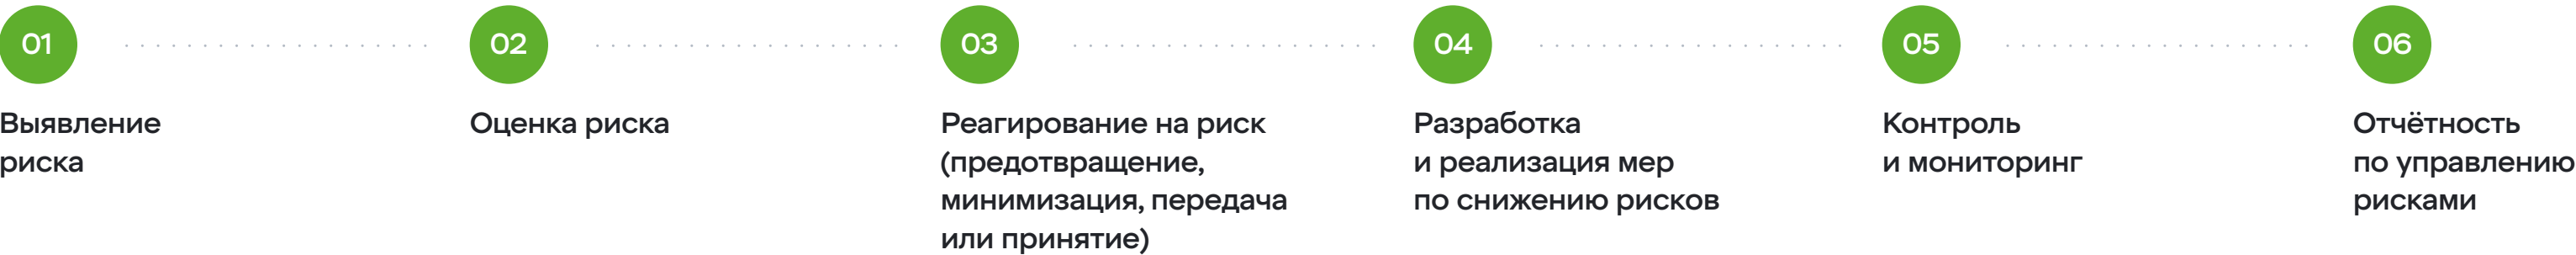 01
Выявление
риска
02
Оценка риска
03
Реагирование на риск
(предотвращение,
минимизация, передача
или принятие)
04
Разработка
и реализация мер
по снижению рисков
05
Контроль
и мониторинг
06
Отчётность
по управлению
рисками